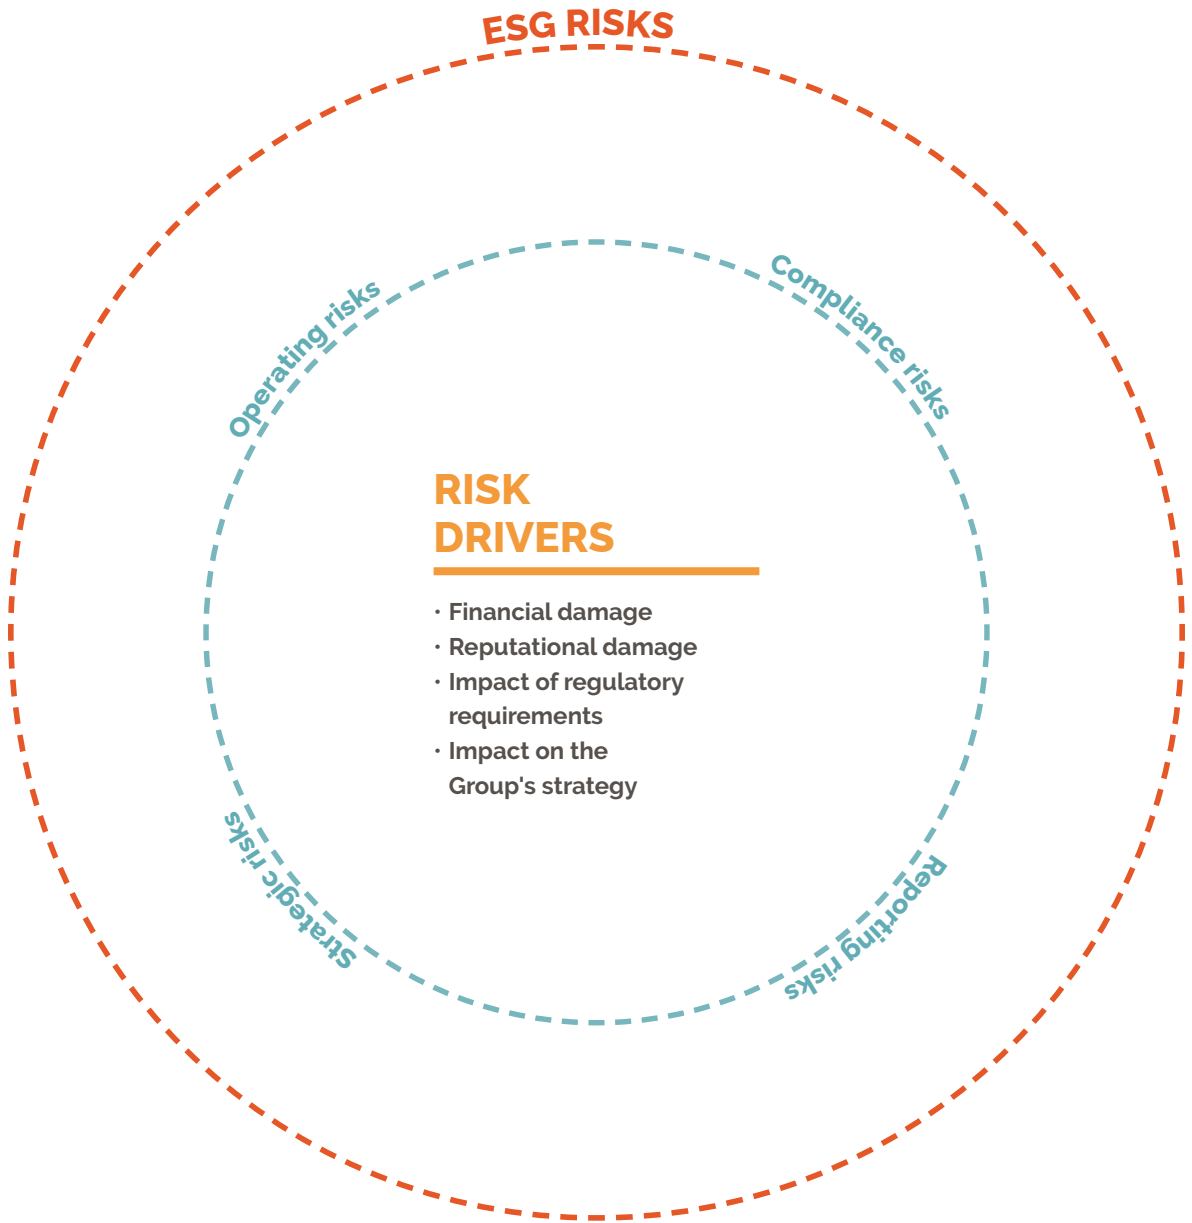 ESG RISKS
Operating risks
Compliance risks
RISK
DRIVERS
· Financial damage
· Reputational damage
· Impact of regulatory
requirements
· Impact on the
Group's strategy
Strategic risks
Reporting risks